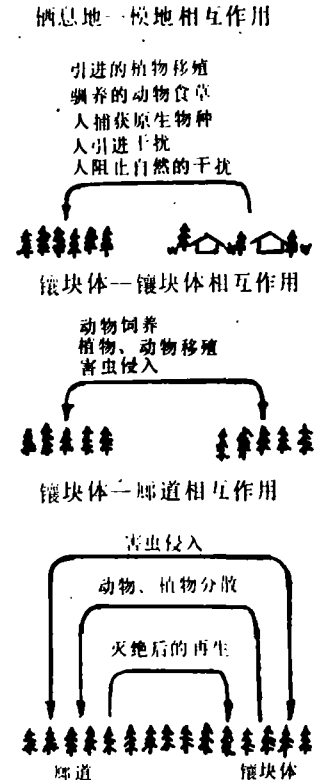 栖息地一模地相互作用
引进的植物移殖
驯养的动物食草
人捕获原生物种
人引进干扰
人阻止自然的干扰
镶块体--镶块体相互作用
动物饲养
植物、动物移殖
害虫侵入
镶块体一廊道相互作用
害虫侵入
动物、植物分散
灭绝后的再生
廊道
镶块体